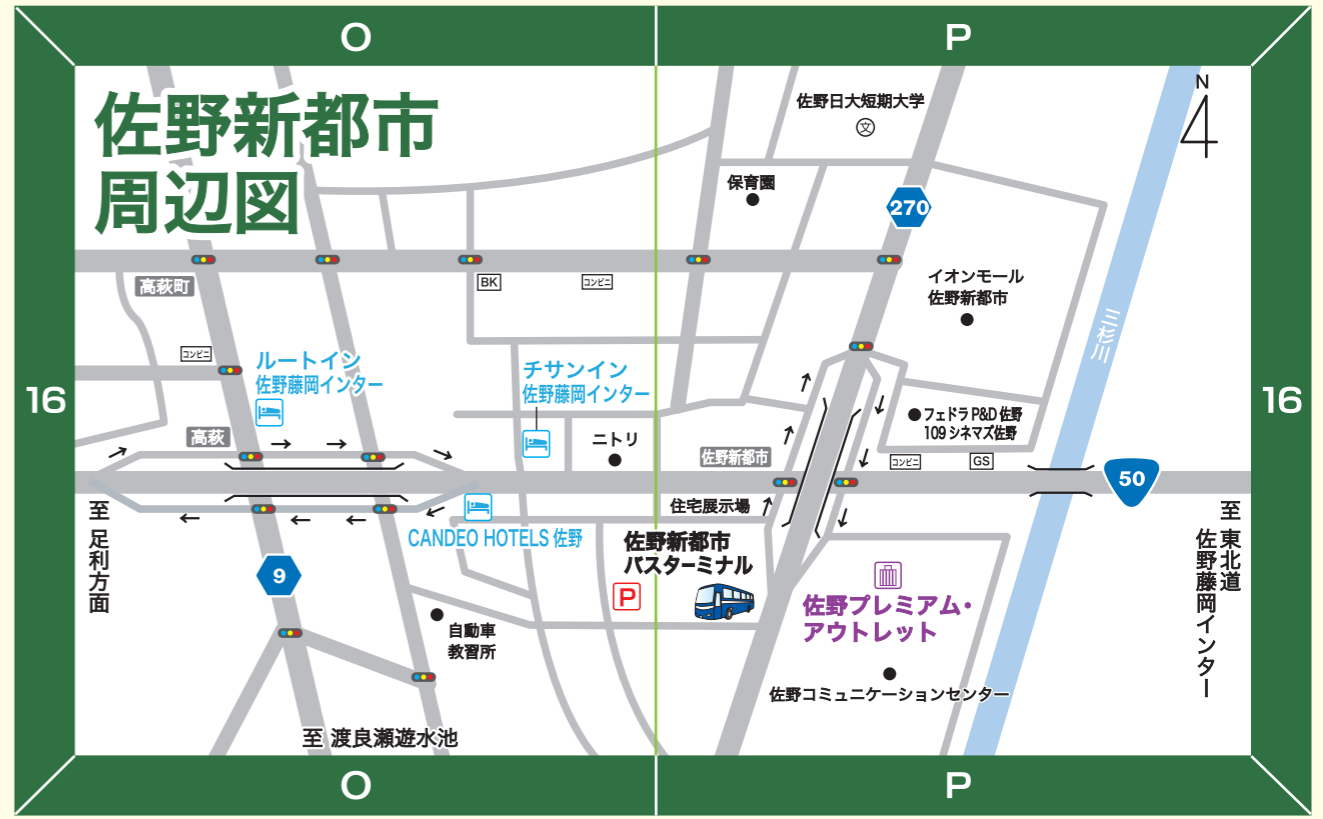 O
P
佐野新都市
周辺図
佐野日大短期大学
文
N
保育園
270
高萩町
BK
コンビニ
イオンモール
佐野新都市
三杉川
コンビニ
ルートイン
佐野藤岡インター
チサンイン
佐野藤岡インター
16
16
フェドラ P&D 佐野
109 シネマズ佐野
高萩
ニトリ
佐野新都市
コンビニ
GS
50
至 足利方面
住宅展示場
至 東北道
佐野藤岡インター
CANDEO HOTELS 佐野
佐野新都市
バスターミナル
9
P
佐野プレミアム・
アウトレット
自動車
教習所
佐野コミュニケーションセンター
至 渡良瀬遊水池
O
P